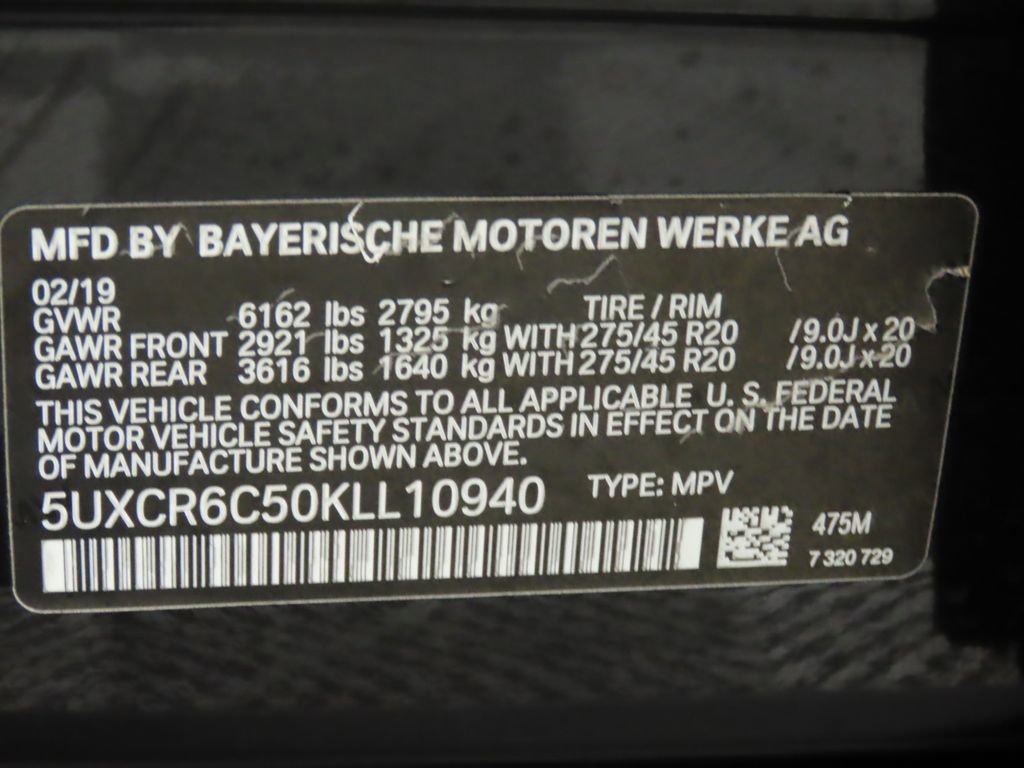 MFD BY BAYERISCHE MOTOREN WERKE AG
02/19
GVWR 6162 lbs 2795 kg TIRE / RIM
GAWR FRONT 2921 lbs 1325 kg WITH 275/45 R20 /9.0J x 20
GAWR REAR 3616 lbs 1640 kg WITH 275/45 R20 /9.0J x 20
THIS VEHICLE CONFORMS TO ALL APPLICABLE U. S. FEDERAL
MOTOR VEHICLE SAFETY STANDARDS IN EFFECT ON THE DATE
OF MANUFACTURE SHOWN ABOVE.
5UXCR6C50KLL10940 TYPE: MPV
475M
7 320 729